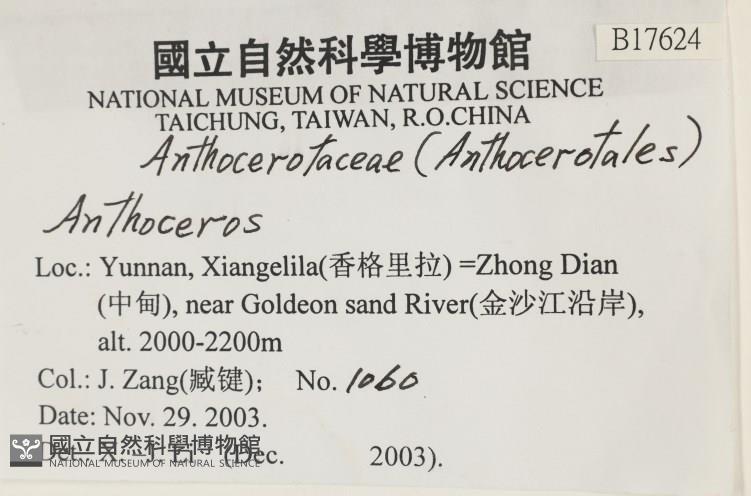 B17624
國立自然科學博物館
NATIONAL MUSEUM OF NATURAL SCIENCE
TAICHUNG, TAIWAN, R.O.CHINA
Anthocerotaceae (Anthocerotales)
Anthoceros
Loc.: Yunnan, Xiangelila(香格里拉) =Zhong Dian
(中甸), near Goldeon sand River(金沙江沿岸),
alt. 2000-2200m
Col.: J. Zang(臧键); No. 1060
Date: Nov. 29. 2003.
Det.: X. J. Li (Dec. 2003).
國立自然科學博物館
NATIONAL MUSEUM OF NATURAL SCIENCE